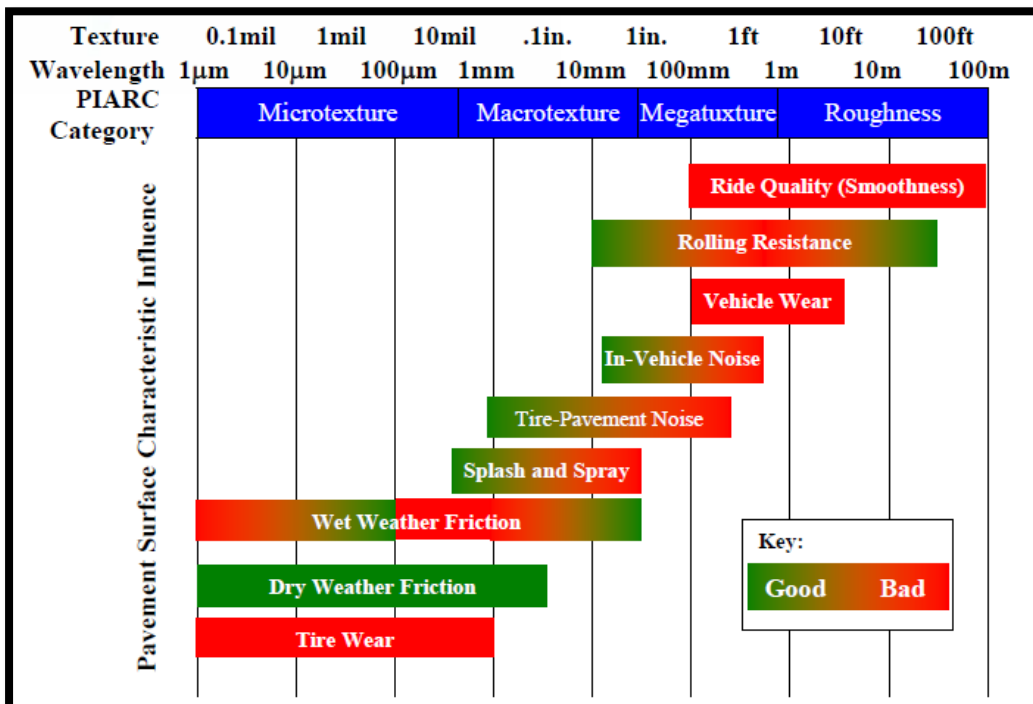 Texture 0.1mil 1mil 10mil .1in. 1in. 1ft 10ft 100ft
Wavelength 1μm 10μm 100μm 1mm 10mm 100mm 1m 10m 100m
PIARC
Category
Microtexture Macrotexture Megatuxture Roughness
Pavement Surface Characteristic Influence
Ride Quality (Smoothness)
Rolling Resistance
Vehicle Wear
In-Vehicle Noise
Tire-Pavement Noise
Splash and Spray
Wet Weather Friction
Dry Weather Friction
Tire Wear
Key:
Good Bad